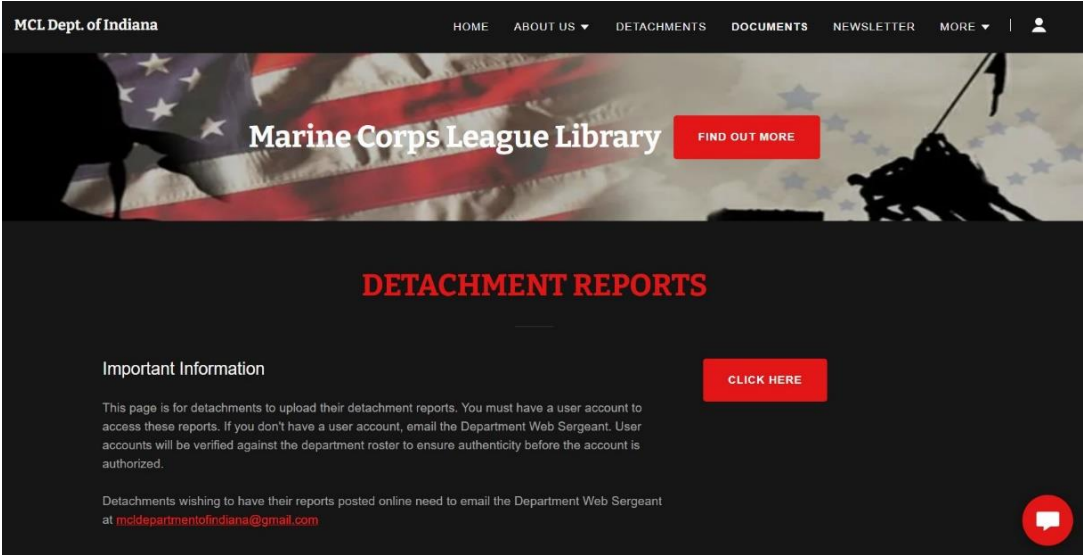 MCL Dept. of Indiana HOME ABOUT US DETACHMENTS DOCUMENTS NEWSLETTER MORE
Marine Corps League Library FIND OUT MORE
DETACHMENT REPORTS
Important Information
CLICK HERE
This page is for detachments to upload their detachment reports. You must have a user account to
access these reports. If you don't have a user account, email the Department Web Sergeant. User
accounts will be verified against the department roster to ensure authenticity before the account is
authorized.
Detachments wishing to have their reports posted online need to email the Department Web Sergeant
at mcldepartmentofindiana@gmail.com